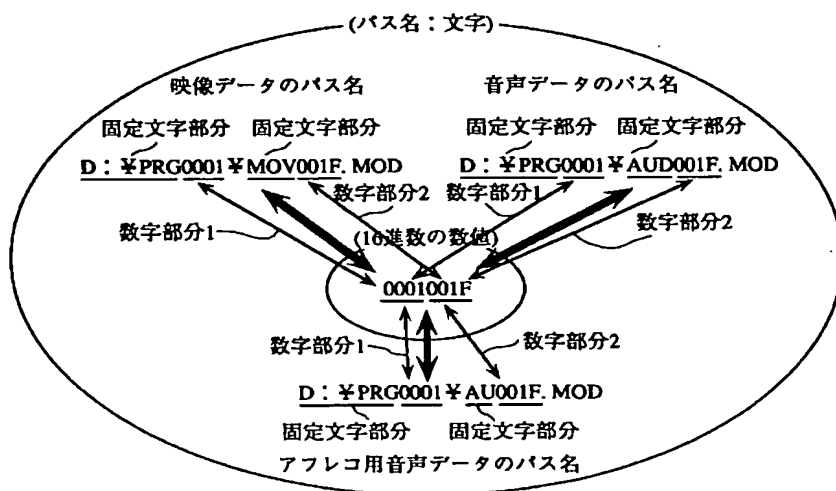 (パス名：文字)
映像データのパス名
音声データのパス名
固定文字部分
固定文字部分
固定文字部分
固定文字部分
D：￥PRG0001￥MOV001F. MOD
D：￥PRG0001￥AUD001F. MOD
数字部分2
数字部分1
数字部分1
(16進数の数値)
数字部分2
0001001F
数字部分1
数字部分2
D：￥PRG0001￥AU001F. MOD
固定文字部分
固定文字部分
アフレコ用音声データのパス名